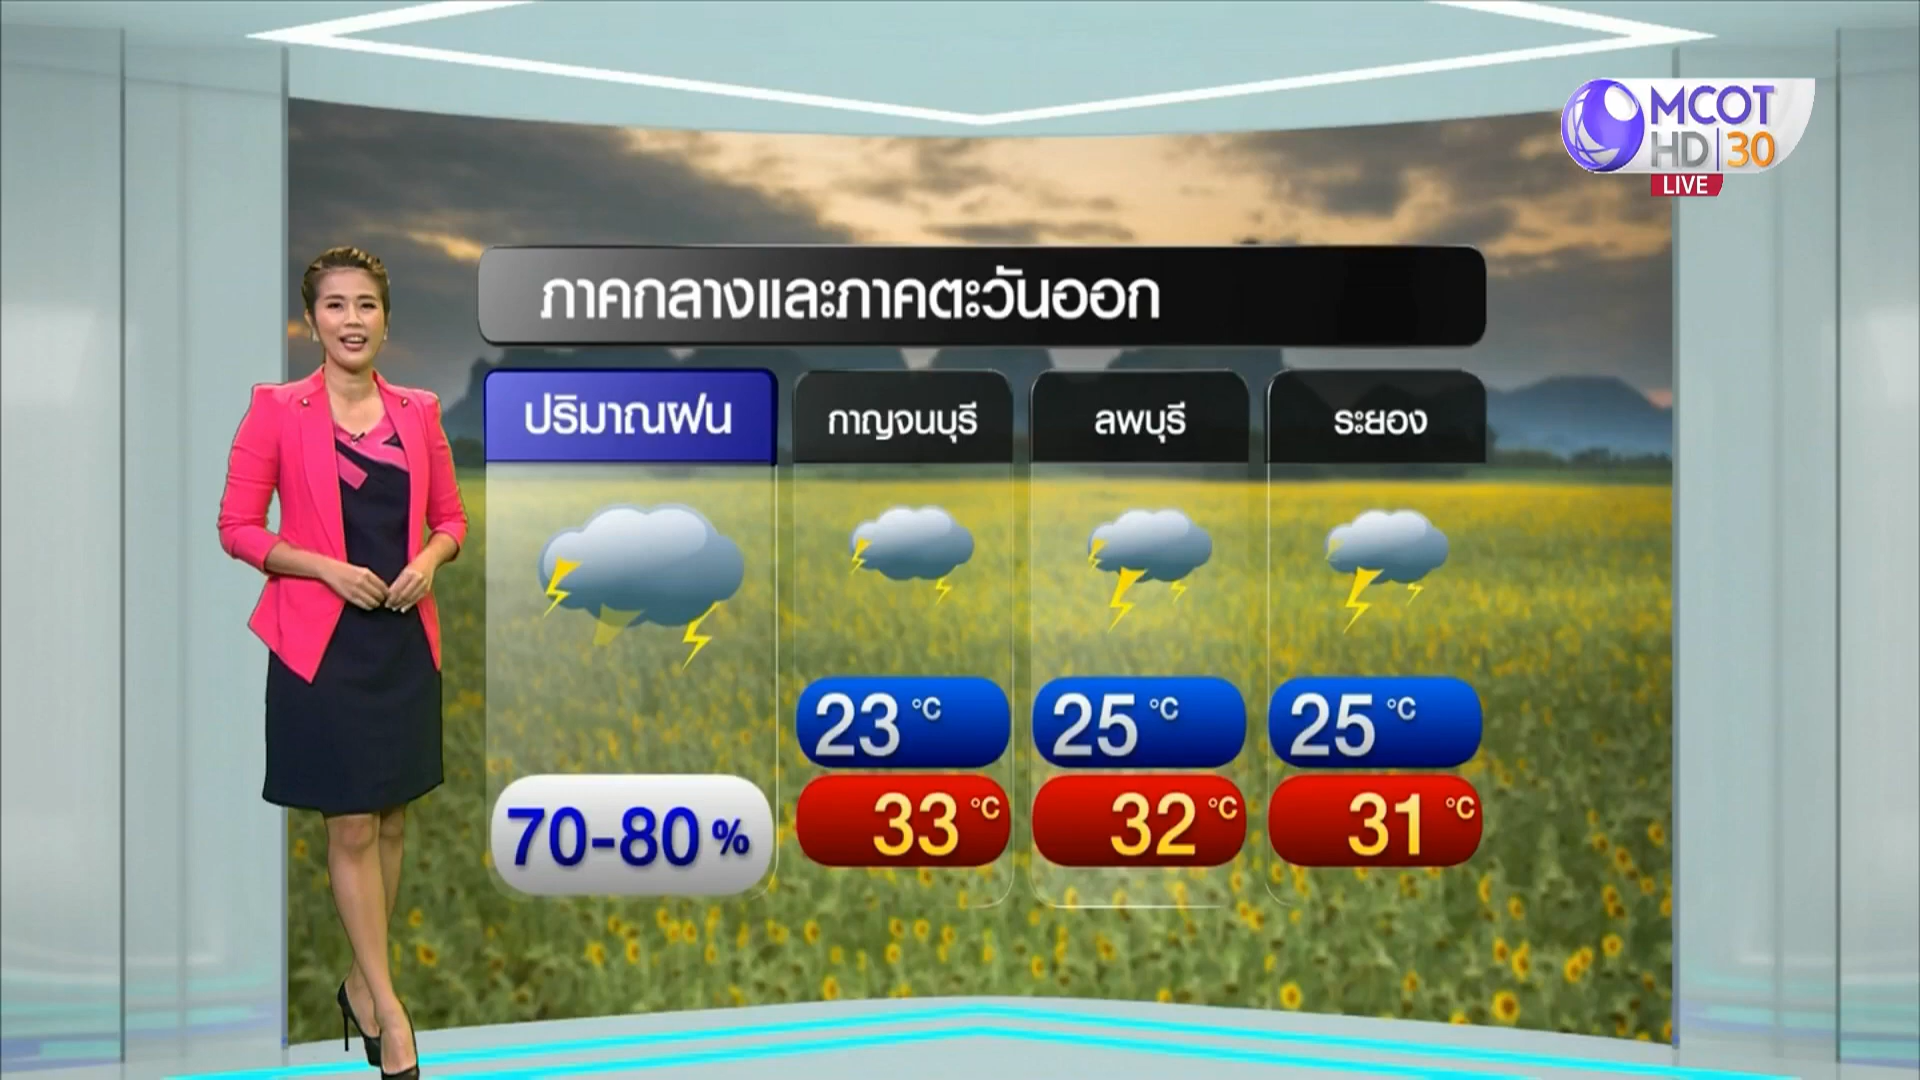 MCOT
HD 30
LIVE
ภาคกลางและภาคตะวันออก
ปริมาณฝน
กาญจนบุรี
ลพบุรี
ระยอง
23 °C
25 °C
25 °C
70-80 %
33 °C
32 °C
31 °C